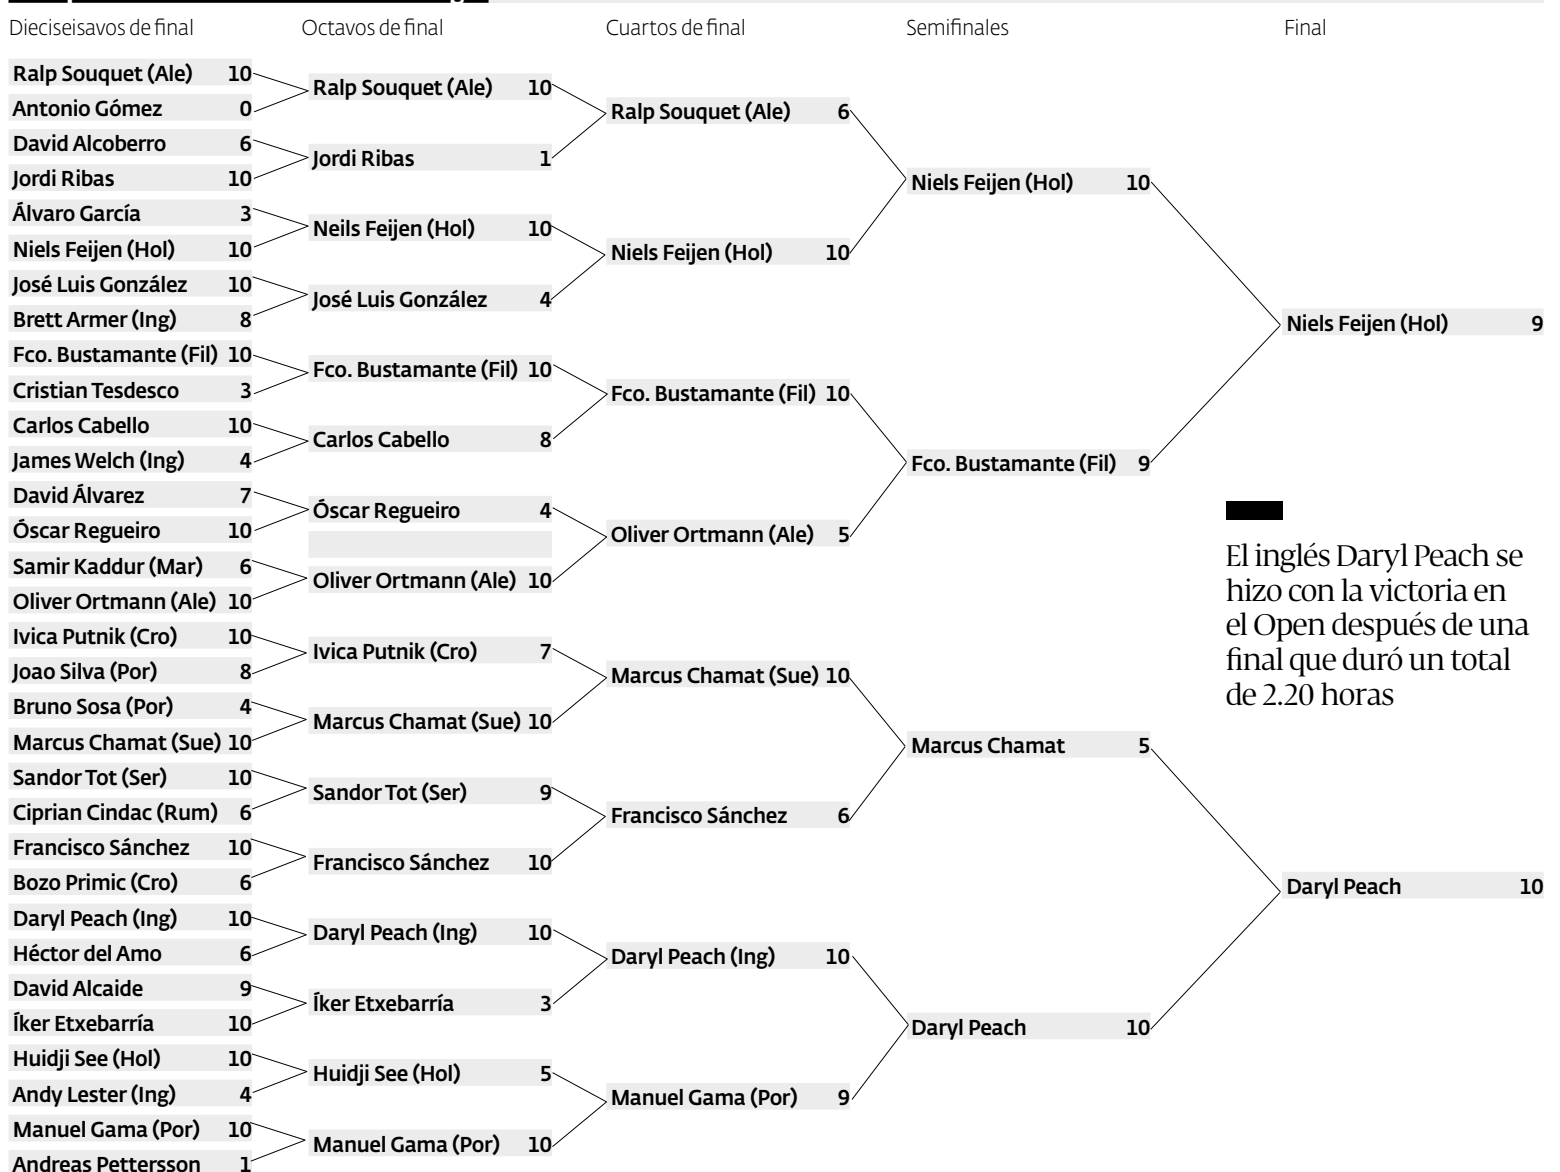 Dieciseisavos de final
Octavos de final
Cuartos de final
Semifinales
Final
Ralp Souquet (Ale) 10
Antonio Gómez 0
David Alcoberro 6
Jordi Ribas 10
Álvaro García 3
Niels Feijen (Hol) 10
José Luis González 10
Brett Armer (Ing) 8
Fco. Bustamante (Fil) 10
Cristian Tesdesco 3
Carlos Cabello 10
James Welch (Ing) 4
David Álvarez 7
Óscar Regueiro 10
Samir Kaddur (Mar) 6
Oliver Ortmann (Ale) 10
Ivica Putnik (Cro) 10
Joao Silva (Por) 8
Bruno Sosa (Por) 4
Marcus Chamat (Sue) 10
Sandor Tot (Ser) 10
Ciprian Cindac (Rum) 6
Francisco Sánchez 10
Bozo Primic (Cro) 6
Daryl Peach (Ing) 10
Héctor del Amo 6
David Alcaide 9
Íker Etxebarría 10
Huidji See (Hol) 10
Andy Lester (Ing) 4
Manuel Gama (Por) 10
Andreas Pettersson 1
Ralp Souquet (Ale) 10
Jordi Ribas 1
Neils Feijen (Hol) 10
José Luis González 4
Fco. Bustamante (Fil) 10
Carlos Cabello 8
Óscar Regueiro 4
Oliver Ortmann (Ale) 10
Ivica Putnik (Cro) 7
Marcus Chamat (Sue) 10
Sandor Tot (Ser) 9
Francisco Sánchez 10
Daryl Peach (Ing) 10
Íker Etxebarría 3
Huidji See (Hol) 5
Manuel Gama (Por) 10
Ralp Souquet (Ale) 6
Niels Feijen (Hol) 10
Fco. Bustamante (Fil) 10
Oliver Ortmann (Ale) 5
Marcus Chamat (Sue) 10
Francisco Sánchez 6
Daryl Peach (Ing) 10
Manuel Gama (Por) 9
Niels Feijen (Hol) 10
Fco. Bustamante (Fil) 9
Marcus Chamat 5
Daryl Peach 10
Niels Feijen (Hol) 9
Daryl Peach 10
El inglés Daryl Peach se
hizo con la victoria en
el Open después de una
final que duró un total
de 2.20 horas